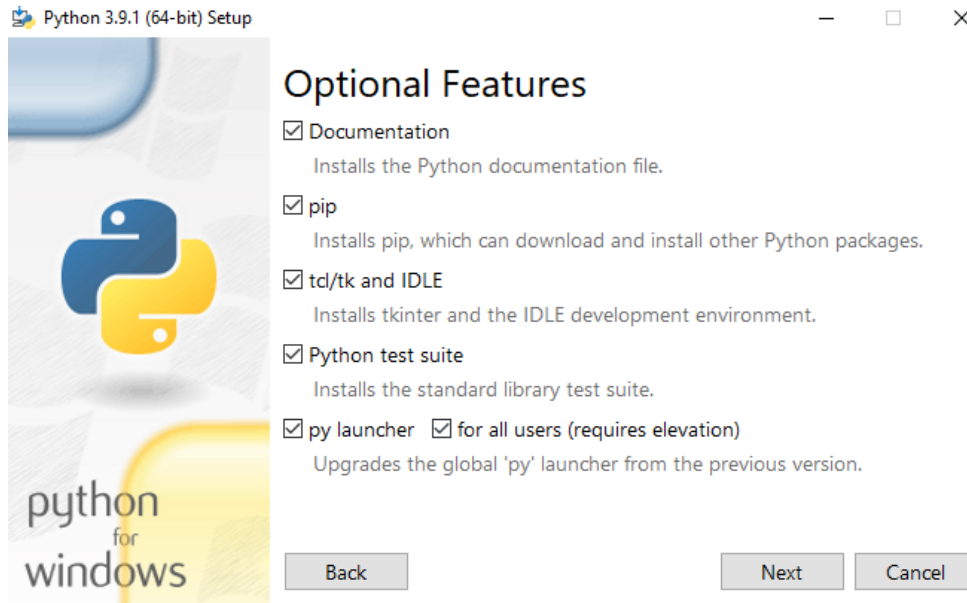 Python 3.9.1 (64-bit) Setup
Optional Features
Documentation
Installs the Python documentation file.
pip
Installs pip, which can download and install other Python packages.
tcl/tk and IDLE
Installs tkinter and the IDLE development environment.
Python test suite
Installs the standard library test suite.
py launcher for all users (requires elevation)
Upgrades the global 'py' launcher from the previous version.
python
for
windows
Back Next Cancel